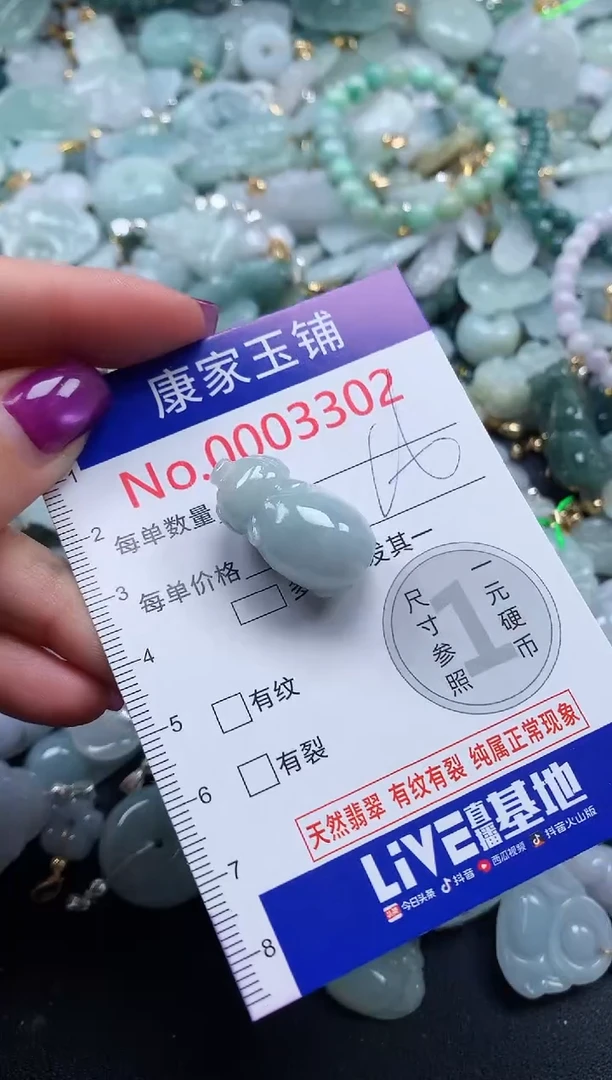 康家玉铺
No.0003302
1
2
每单数量
3
每单价格
发其一
4
5
有纹
6
有裂
7
8
一元硬币
1
尺寸参照
天然翡翠 有纹有裂 纯属正常现象
LiVE直播基地
今日头条 抖音 西瓜视频 抖音火山版